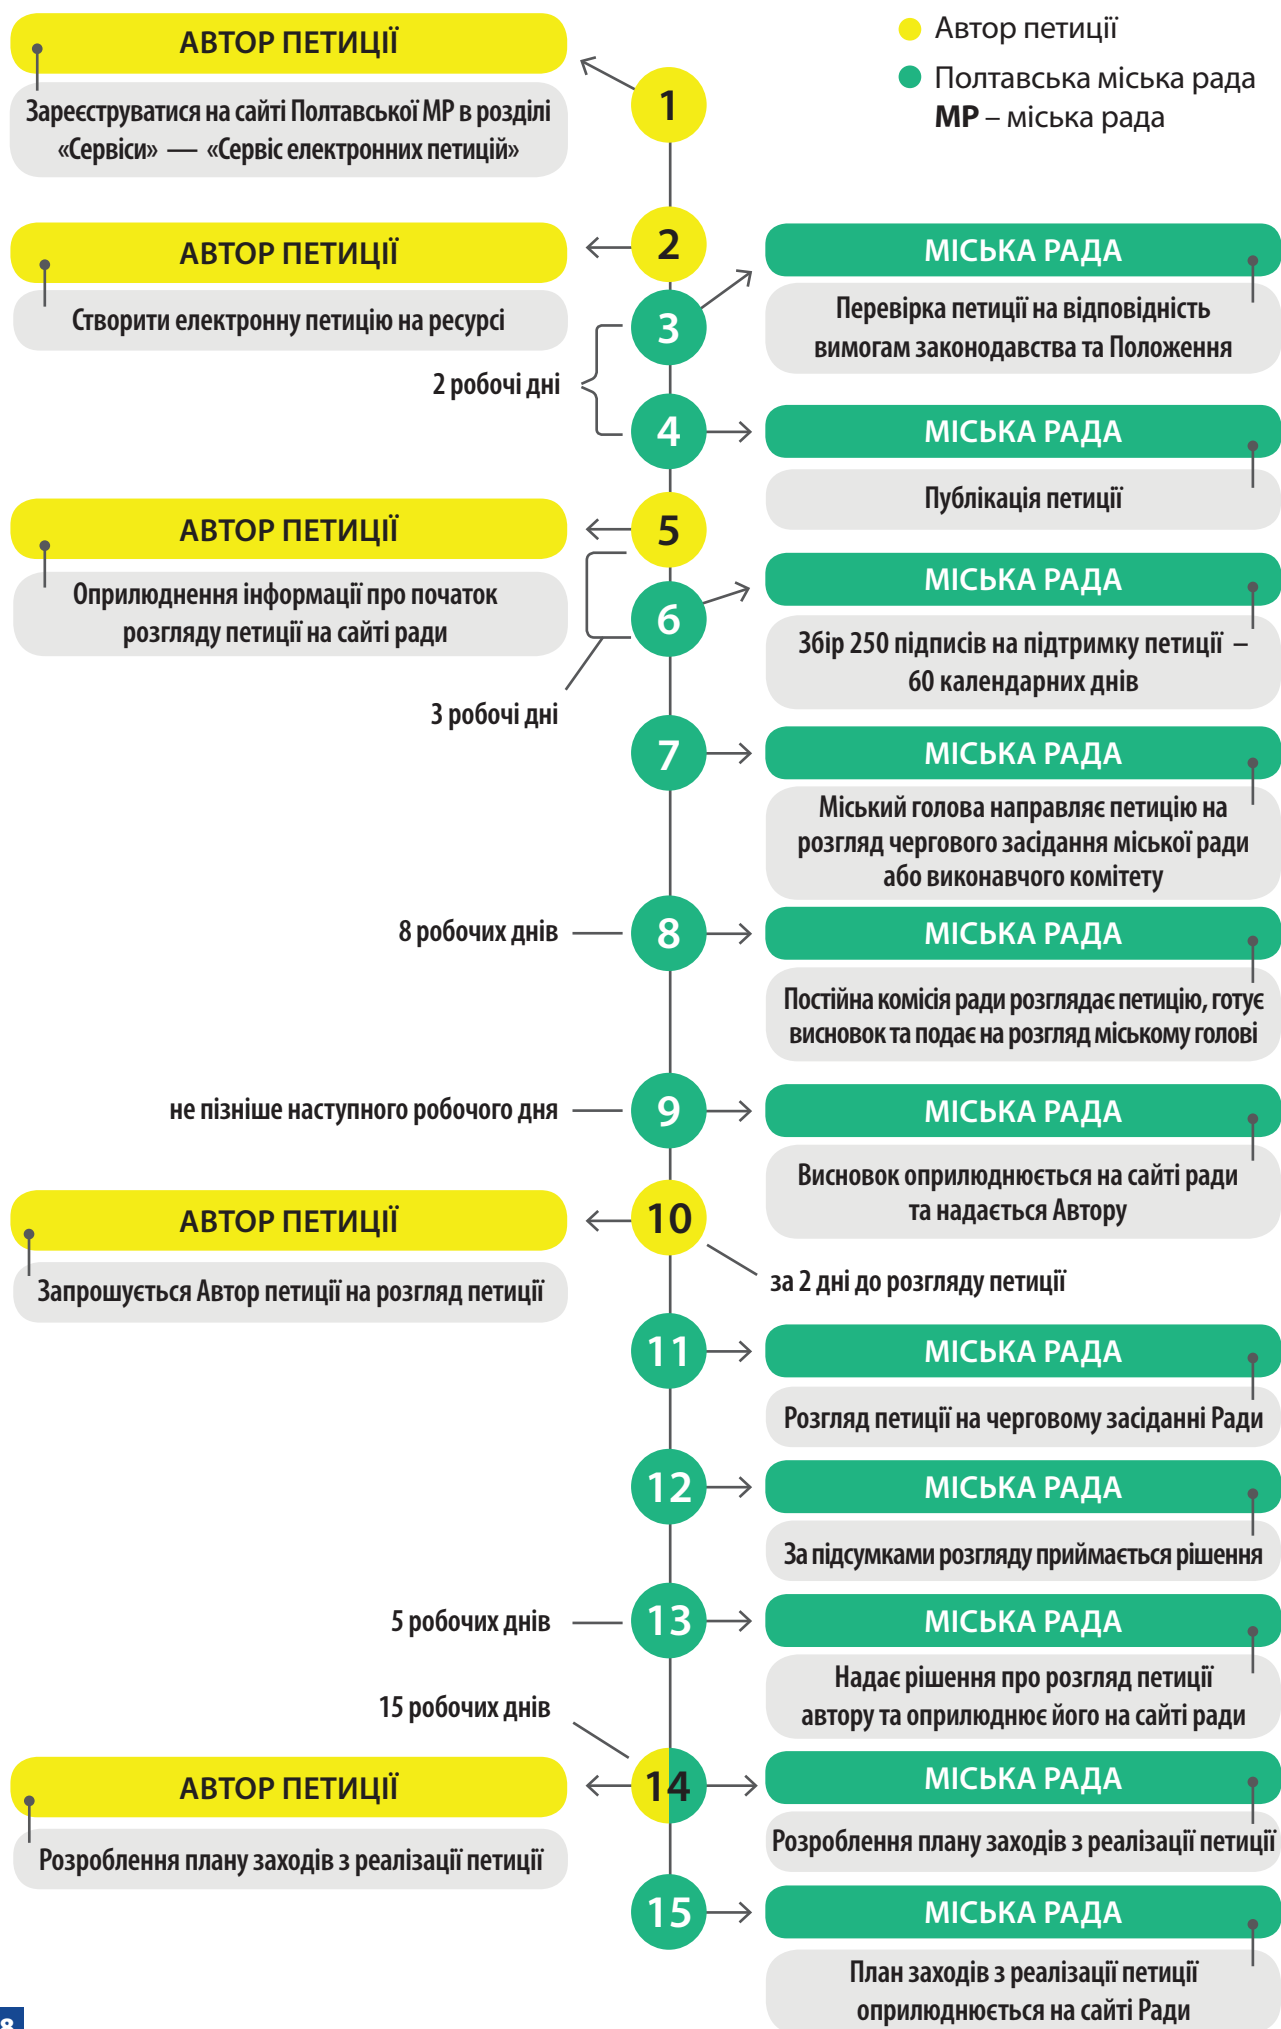 АВТОР ПЕТИЦІЇ
Зареєструватися на сайті Полтавської МР в розділі
«Сервіси» — «Сервіс електронних петицій»
1
Автор петиції
Полтавська міська рада
МР – міська рада
2
АВТОР ПЕТИЦІЇ
Створити електронну петицію на ресурсі
3
МІСЬКА РАДА
Перевірка петиції на відповідність
вимогам законодавства та Положення
2 робочі дні
4
МІСЬКА РАДА
Публікація петиції
5
АВТОР ПЕТИЦІЇ
Оприлюднення інформації про початок
розгляду петиції на сайті ради
6
МІСЬКА РАДА
Збір 250 підписів на підтримку петиції –
60 календарних днів
3 робочі дні
7
МІСЬКА РАДА
Міський голова направляє петицію на
розгляд чергового засідання міської ради
або виконавчого комітету
8 робочих днів
8
МІСЬКА РАДА
Постійна комісія ради розглядає петицію, готує
висновок та подає на розгляд міському голові
не пізніше наступного робочого дня
9
МІСЬКА РАДА
Висновок оприлюднюється на сайті ради
та надається Автору
10
АВТОР ПЕТИЦІЇ
Запрошується Автор петиції на розгляд петиції
за 2 дні до розгляду петиції
11
МІСЬКА РАДА
Розгляд петиції на черговому засіданні Ради
12
МІСЬКА РАДА
За підсумками розгляду приймається рішення
5 робочих днів
13
МІСЬКА РАДА
Надає рішення про розгляд петиції
автору та оприлюднює його на сайті ради
15 робочих днів
14
АВТОР ПЕТИЦІЇ
Розроблення плану заходів з реалізації петиції
МІСЬКА РАДА
Розроблення плану заходів з реалізації петиції
15
МІСЬКА РАДА
План заходів з реалізації петиції
оприлюднюється на сайті Ради
8